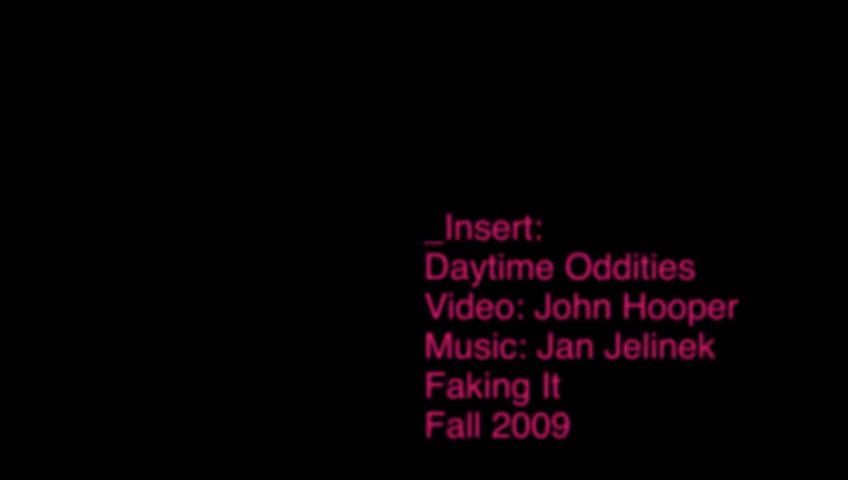 _Insert:
Daytime Oddities
Video: John Hooper
Music: Jan Jelinek
Faking It
Fall 2009